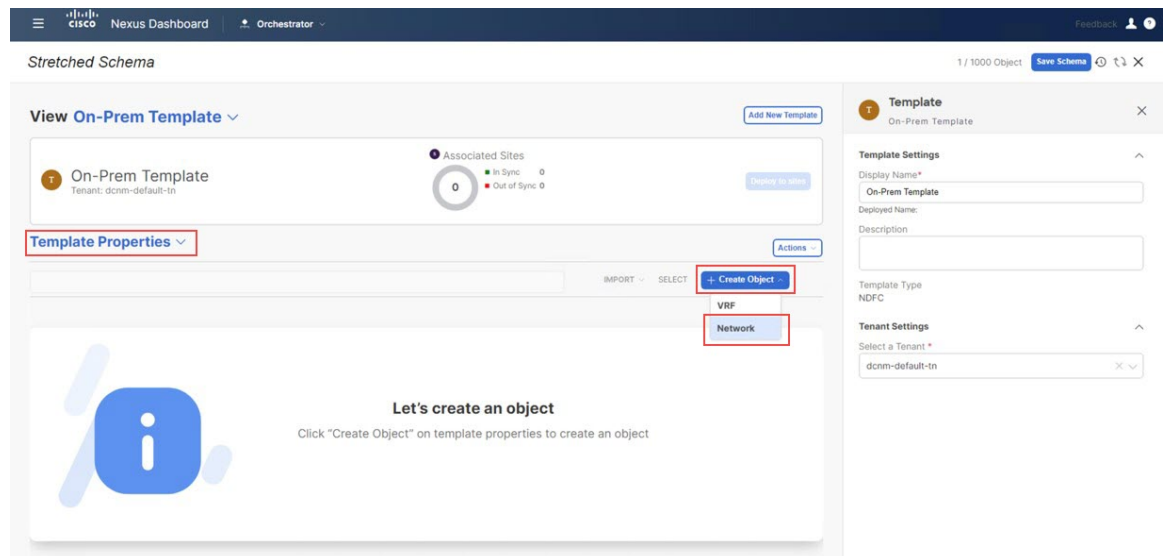 cisco Nexus Dashboard Orchestrator Feedback
Stretched Schema 1 / 1000 Object Save Schema
View On-Prem Template Add New Template
T On-Prem Template
Tenant: dcnm-default-tn
Associated Sites
0
In Sync 0
Out of Sync 0
Deploy to sites
Template Properties Actions
IMPORT SELECT + Create Object
VRF
Network
Let's create an object
Click "Create Object" on template properties to create an object
T Template
On-Prem Template
Template Settings
Display Name*
On-Prem Template
Deployed Name:
Description
Template Type
NDFC
Tenant Settings
Select a Tenant *
dcnm-default-tn